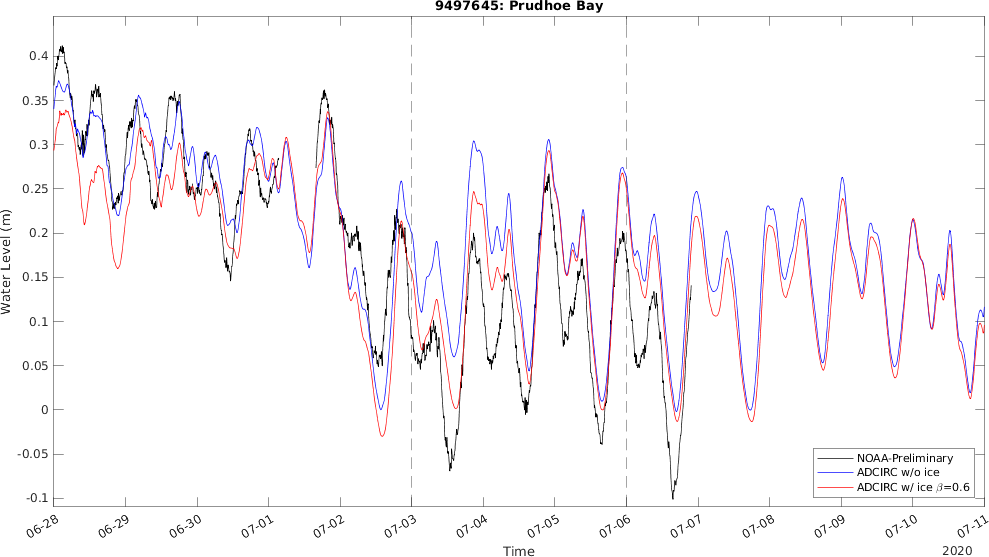 9497645: Prudhoe Bay
Water Level (m)
0.4
0.35
0.3
0.25
0.2
0.15
0.1
0.05
0
-0.05
-0.1
NOAA-Preliminary
ADCIRC w/o ice
ADCIRC w/ ice β=0.6
06-28 06-29 06-30 07-01 07-02 07-03 07-04 07-05 07-06 07-07 07-08 07-09 07-10 07-11
Time
2020